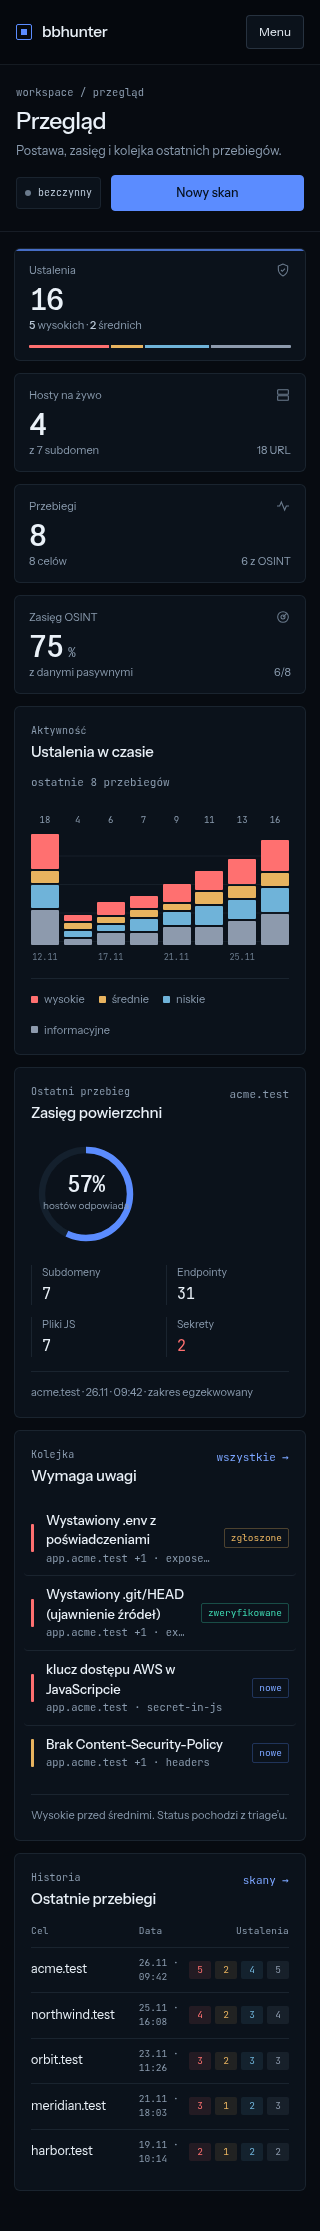 bbhunter
Menu
workspace / przegląd
Przegląd
Postawa, zasięg i kolejka ostatnich przebiegów.
bezczynny
Nowy skan
Ustalenia
16
5 wysokich · 2 średnich
Hosty na żywo
4
z 7 subdomen
18 URL
Przebiegi
8
8 celów
6 z OSINT
Zasięg OSINT
75 %
z danymi pasywnymi
6/8
Aktywność
Ustalenia w czasie
ostatnie 8 przebiegów
18 4 6 7 9 11 13 16
12.11 17.11 21.11 25.11
wysokie średnie niskie
informacyjne
Ostatni przebieg
acme.test
Zasięg powierzchni
57%
hostów odpowiada
Subdomeny
7
Endpointy
31
Pliki JS
7
Sekrety
2
acme.test · 26.11 · 09:42 · zakres egzekwowany
Kolejka
wszystkie →
Wymaga uwagi
Wystawiony .env z
poświadczeniami
app.acme.test +1 · expose…
zgłoszone
Wystawiony .git/HEAD
(ujawnienie źródeł)
app.acme.test +1 · ex…
zweryfikowane
klucz dostępu AWS w
JavaScripcie
app.acme.test · secret-in-js
nowe
Brak Content-Security-Policy
app.acme.test +1 · headers
nowe
Wysokie przed średnimi. Status pochodzi z triage'u.
Historia
skany →
Ostatnie przebiegi
Cel Data Ustalenia
acme.test 26.11 · 5 2 4 5
09:42
northwind.test 25.11 · 4 2 3 4
16:08
orbit.test 23.11 · 3 2 3 3
11:26
meridian.test 21.11 · 3 1 2 3
18:03
harbor.test 19.11 · 2 1 2 2
10:14